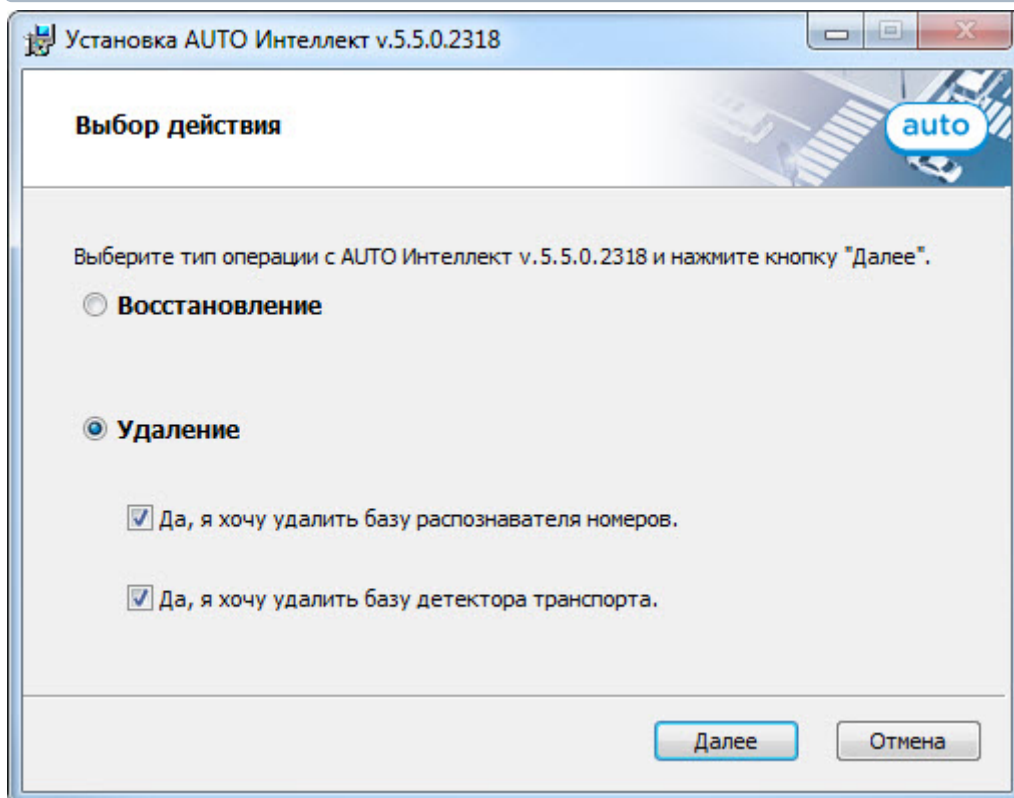 Установка AUTO Интеллект v.5.5.0.2318
Выбор действия
auto
Выберите тип операции с AUTO Интеллект v.5.5.0.2318 и нажмите кнопку "Далее".
Восстановление
Удаление
Да, я хочу удалить базу распознавателя номеров.
Да, я хочу удалить базу детектора транспорта.
Далее
Отмена